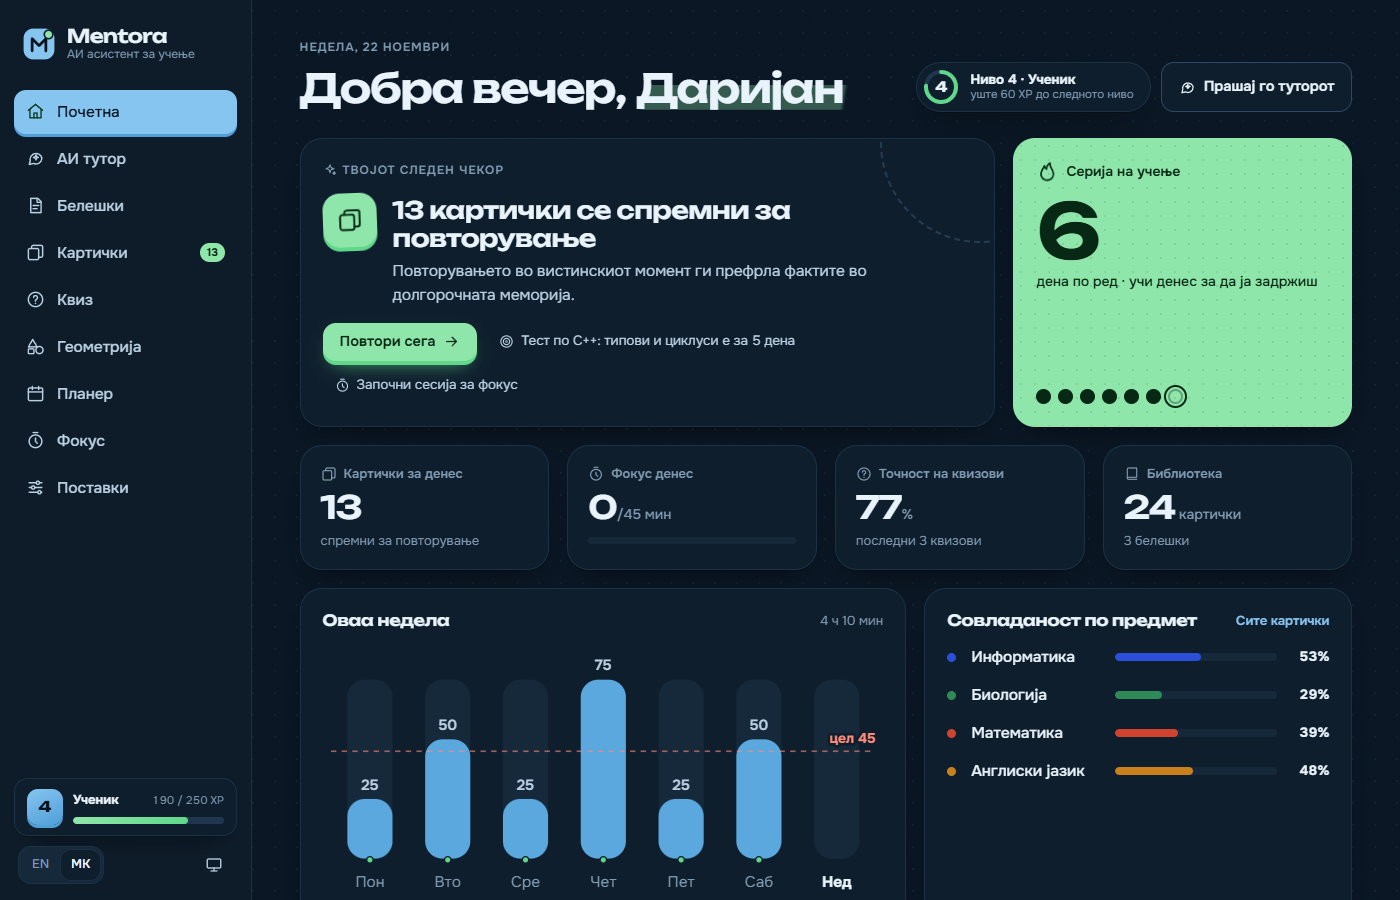 Mentora
АИ асистент за учење
Почетна
АИ тутор
Белешки
Картички
13
Квиз
Геометрија
Планер
Фокус
Поставки
4
Ученик
190 / 250 XP
EN
MK
НЕДЕЛА, 22 НОЕМВРИ
Добра вечер, Даријан
4
Ниво 4 · Ученик
уште 60 XP до следното ниво
Прашај го туторот
ТВОЈОТ СЛЕДЕН ЧЕКОР
13 картички се спремни за
повторување
Повторувањето во вистинскиот момент ги префрла фактите во
долгорочната меморија.
Повтори сега
Тест по C++: типови и циклуси е за 5 дена
Започни сесија за фокус
Серија на учење
6
дена по ред · учи денес за да ја задржиш
Картички за денес
13
спремни за повторување
Фокус денес
0/45 мин
Точност на квизови
77%
последни 3 квизови
Библиотека
24 картички
3 белешки
Оваа недела
4 ч 10 мин
75
50
50
цел 45
25
25
25
Пон
Вто
Сре
Чет
Пет
Саб
Нед
Совладаност по предмет
Сите картички
Информатика
53%
Биологија
29%
Математика
39%
Англиски јазик
48%